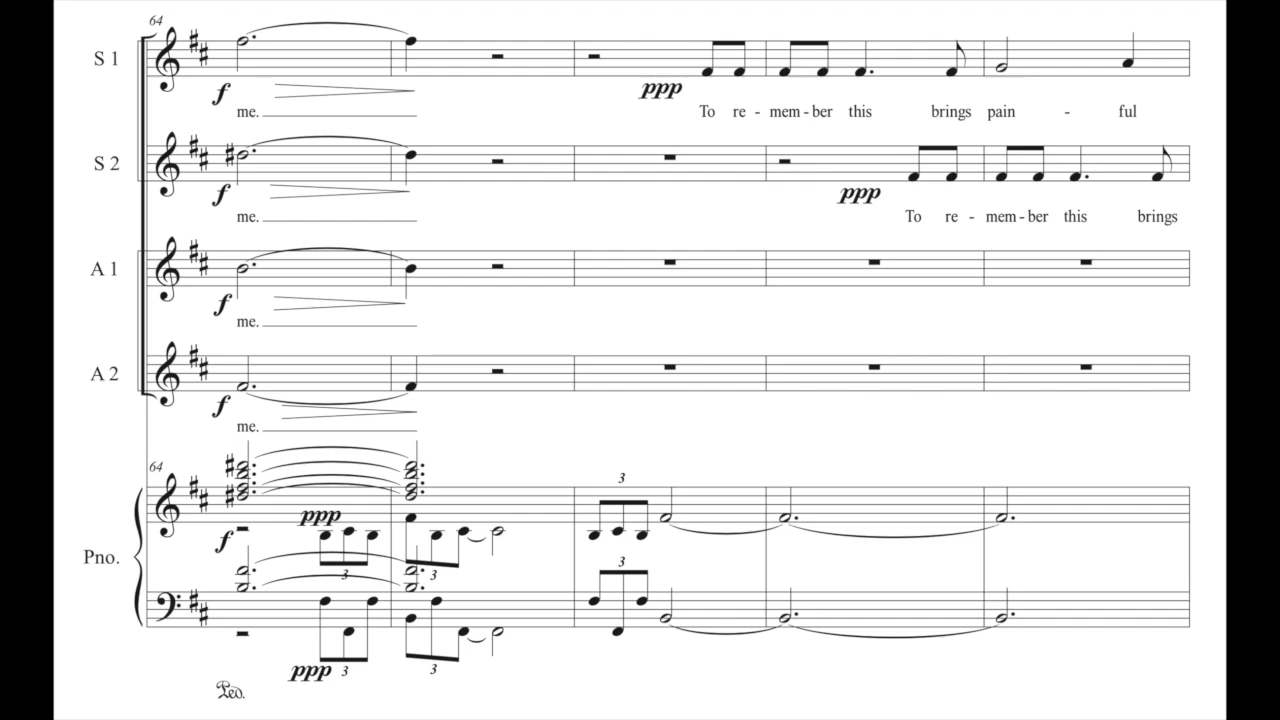 64
S 1
f
ppp
me.
To re - mem - ber this brings pain - ful
S 2
f
ppp
me.
To re - mem - ber this brings
A 1
f
me.
A 2
f
me.
64
3
ppp
f
Pno.
3
3
3
ppp
3
3
Ped.